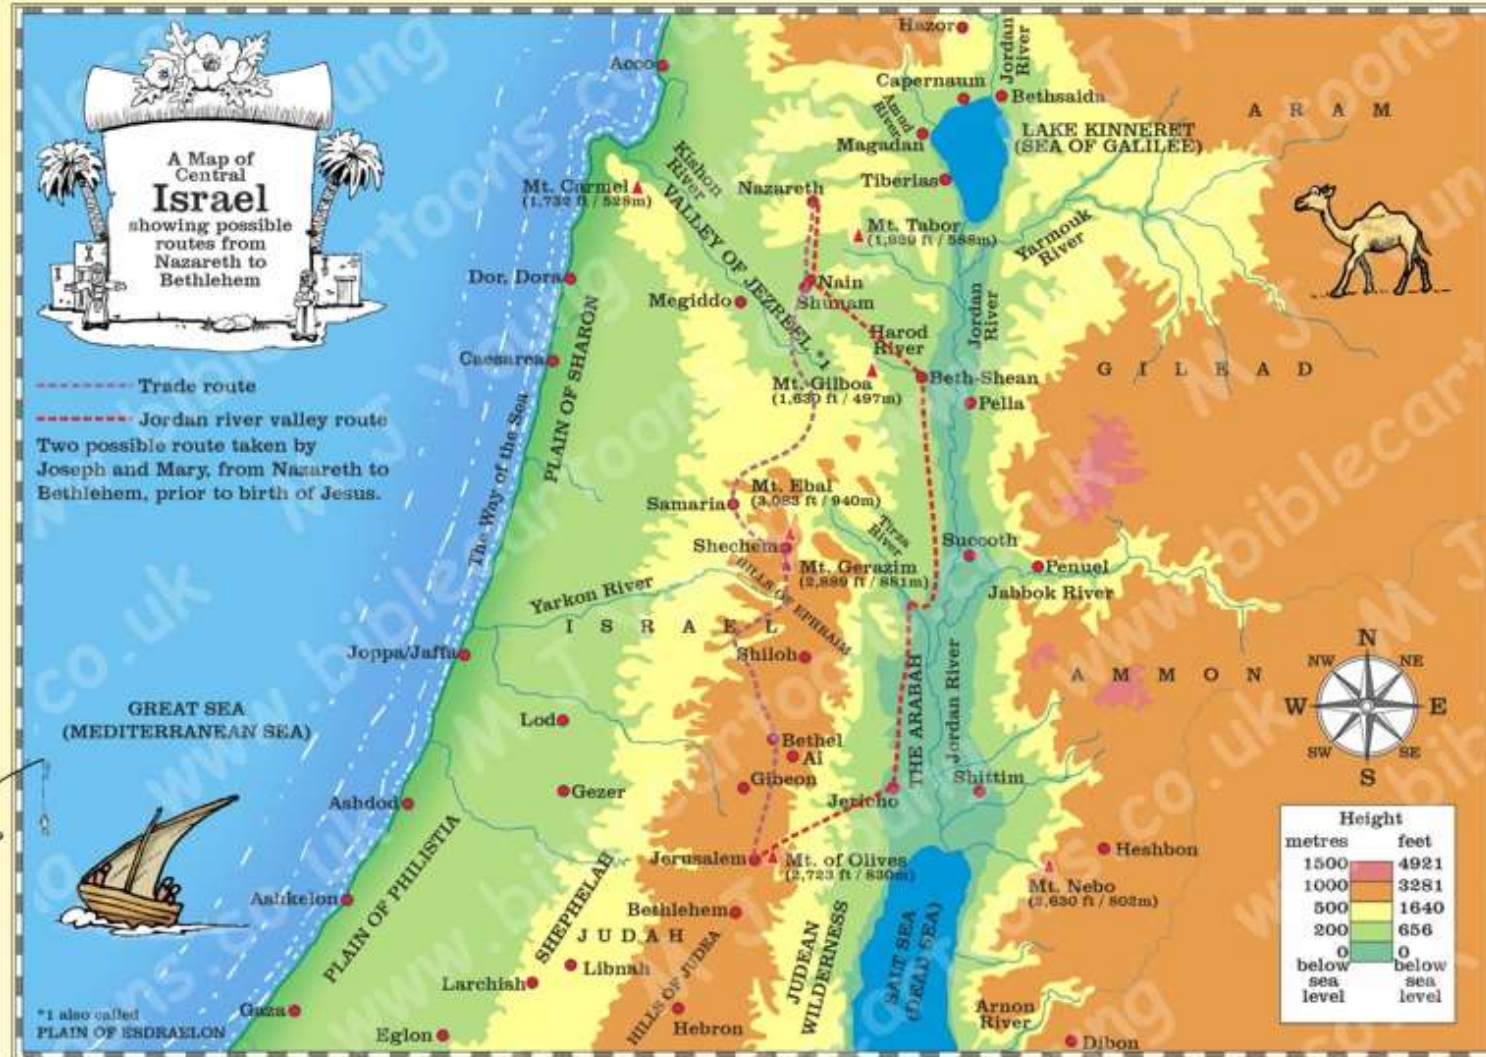 A Map of
Central
Israel
showing possible
routes from
Nazareth to
Bethlehem
Trade route
Jordan river valley route
Two possible route taken by
Joseph and Mary, from Nazareth to
Bethlehem, prior to birth of Jesus.
Hazor
Jordan
River
Acco
Capernaum
Bethsaida
Amud
River
Magadan
LAKE KINNERET
(SEA OF GALILEE)
A R A M
Kishon
River
Mt. Carmel
(1,732 ft / 528m)
Nazareth
Tiberias
VALLEY OF JEZREEL *1
Mt. Tabor
(1,929 ft / 588m)
Yarmouk
River
Dor, Dora
Nain
Shunam
Megiddo
Jordan
River
Harod
River
PLAIN OF SHARON
Caesarea
Mt. Gilboa
(1,630 ft / 497m)
Beth-Shean
Pella
G I L E A D
The Way of the Sea
Samaria
Mt. Ebal
(3,083 ft / 940m)
Tirza
River
Shechem
Mt. Gerazim
(2,889 ft / 881m)
HILLS OF EPHRAIM
Succoth
Penuel
Jabbok River
Yarkon River
I S R A E L
Joppa/Jaffa
Shiloh
THE ARABAH
Jordan River
A M M O N
GREAT SEA
(MEDITERRANEAN SEA)
Lod
Bethel
Ai
Gibeon
Gezer
Jericho
Shittim
Ashdod
PLAIN OF PHILISTIA
Jerusalem
Mt. of Olives
(2,723 ft / 830m)
Heshbon
Mt. Nebo
(2,630 ft / 802m)
Ashkelon
Bethlehem
SHEPHELAH
J U D A H
Libnah
Larchiah
HILLS OF JUDEA
JUDEAN
WILDERNESS
SALT SEA
(DEAD SEA)
Gaza
Hebron
Eglon
Arnon
River
Dibon
*1 also called
PLAIN OF ESDRAELON
N
NW NE
W E
SW SE
S
Height
metres feet
1500 4921
1000 3281
500 1640
200 656
0 0
below below
sea sea
level level
www.biblecartoons.co.uk
M J Young